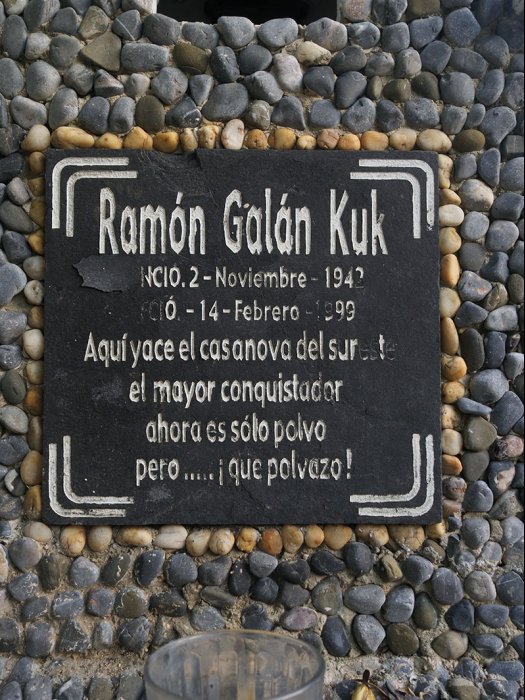 Ramón Galán Kuk
NCIO. 2 - Noviembre - 1942
CIÓ. - 14 - Febrero - 1999
Aquí yace el casanova del sureste !
el mayor conquistador
ahora es sólo polvo
pero ..... ¡ que polvazo !